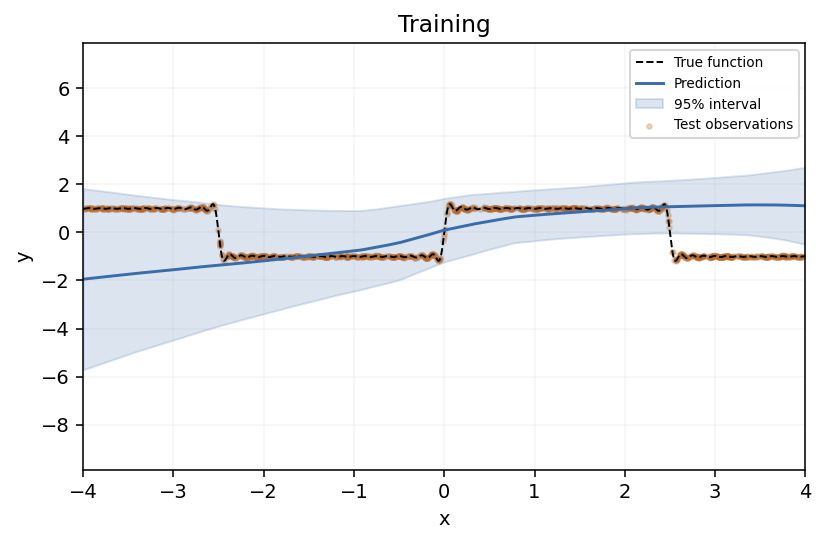 Training
True function
Prediction
95% interval
Test observations
6
4
2
0
−2
−4
−6
−8
y
−4 −3 −2 −1 0 1 2 3 4
x